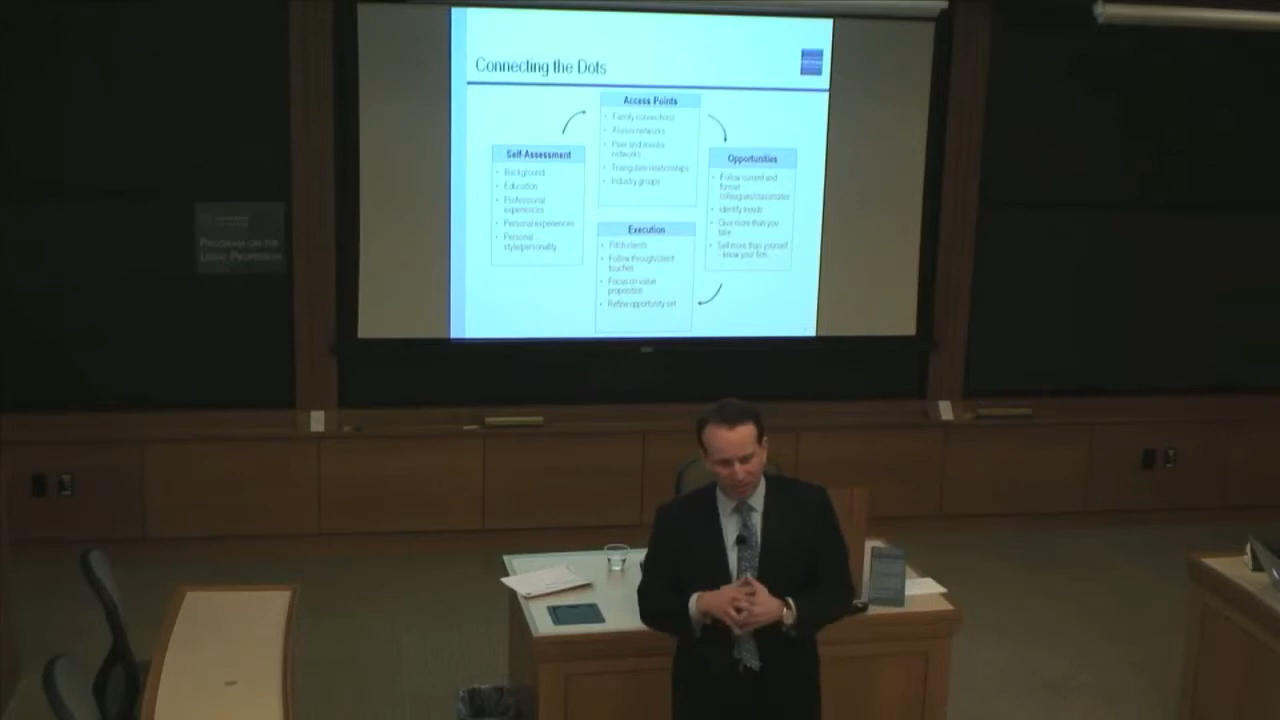 Connecting the Dots
Access Points
• Family connections
• Alumni networks
• Peer and mentor
networks
• Triangulate relationships
• Industry groups
Self-Assessment
• Background
• Education
• Professional
experiences
• Personal experiences
• Personal
style/personality
Opportunities
• Follow current and
former
colleagues/classmates
• Identify trends
• Give more than you
take
• Sell more than yourself
- know your firm
Execution
• Pitch clients
• Follow through/client
touches
• Focus on value
proposition
• Refine opportunity set
PROGRAM ON THE
LEGAL PROFESSION